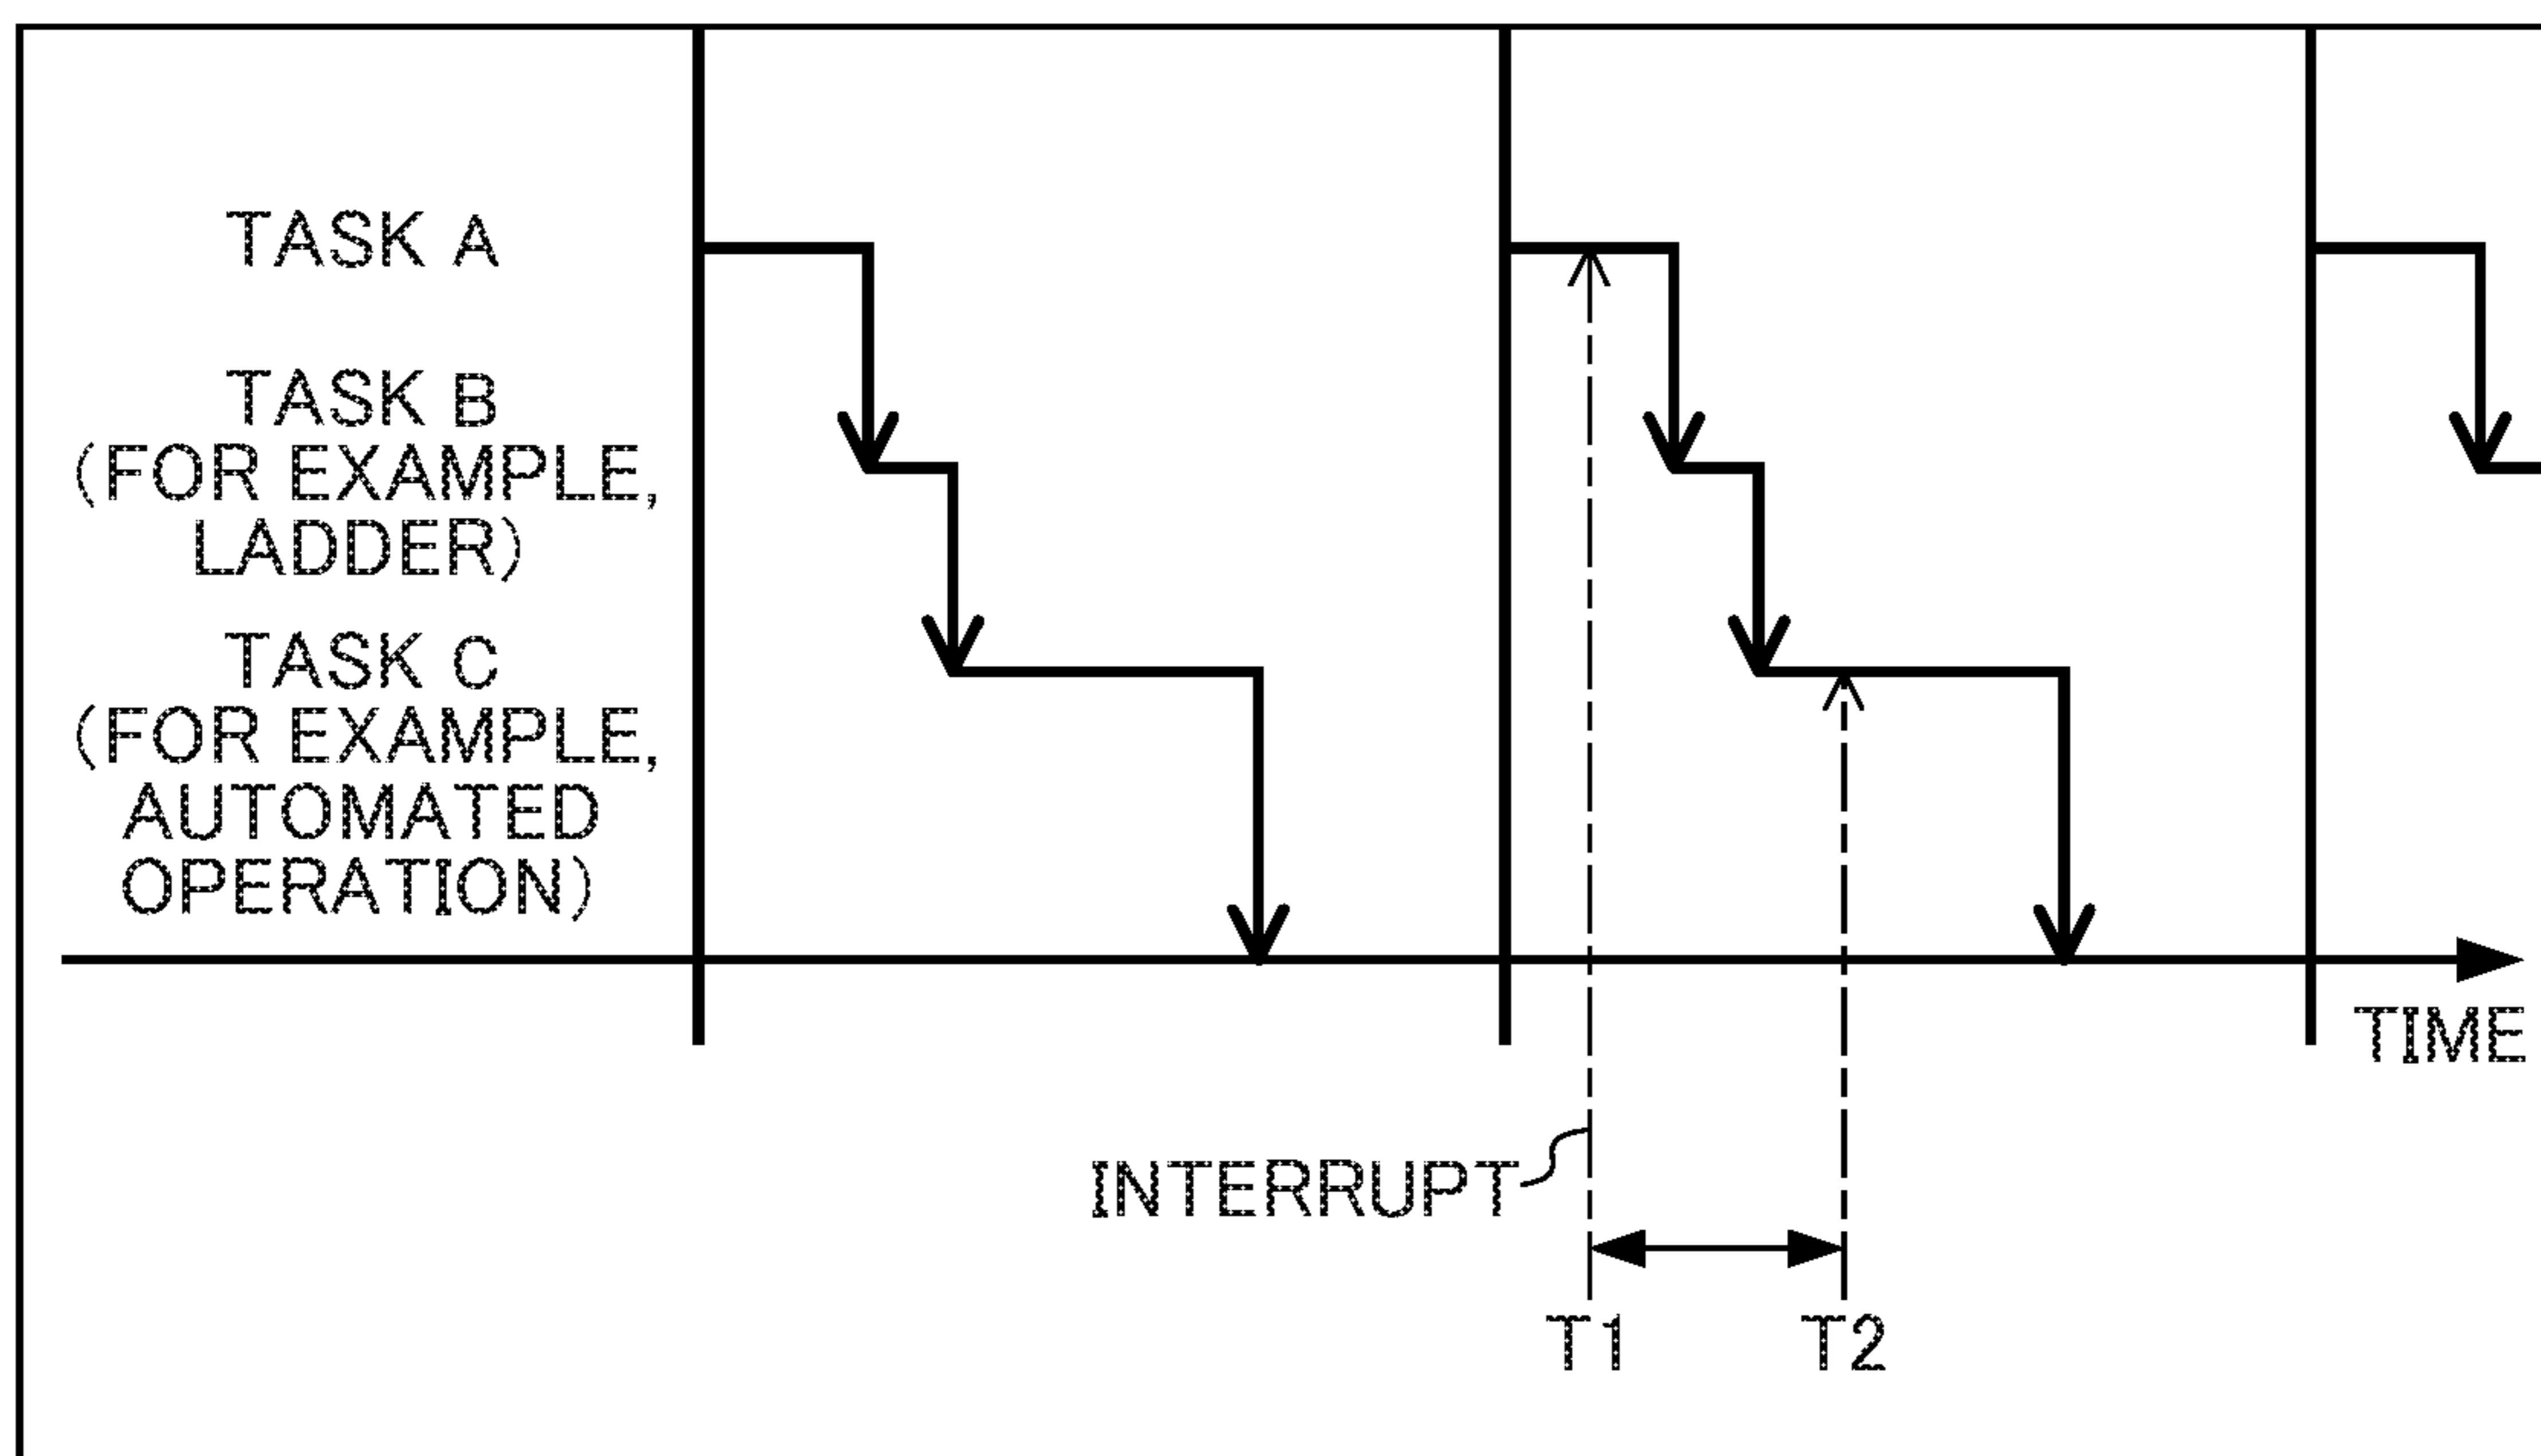 TASK A
TASK B
(FOR EXAMPLE,
LADDER)
TASK C
(FOR EXAMPLE,
AUTOMATED
OPERATION)
TIME
INTERRUPT
T1 T2